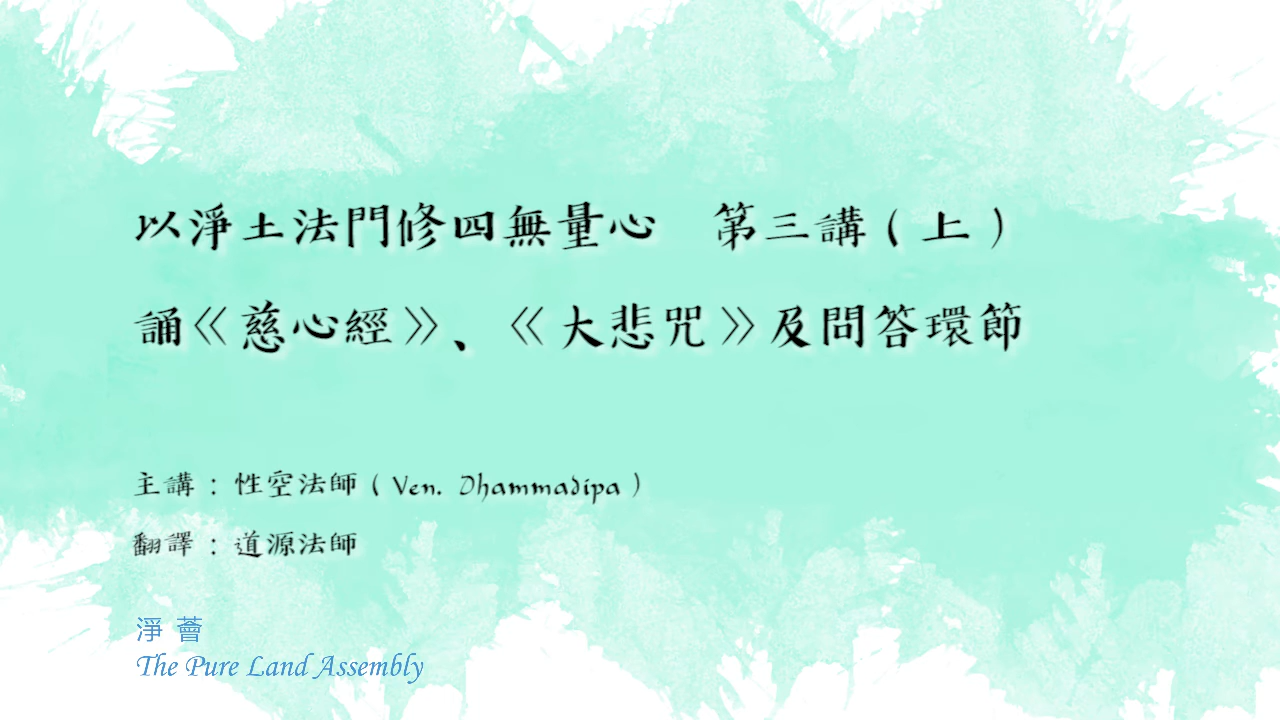 以淨土法門修四無量心　第三講（上）
誦《慈心經》、《大悲咒》及問答環節
主講：性空法師（Ven. Dhammadipa）
翻譯：道源法師
淨 薈
The Pure Land Assembly